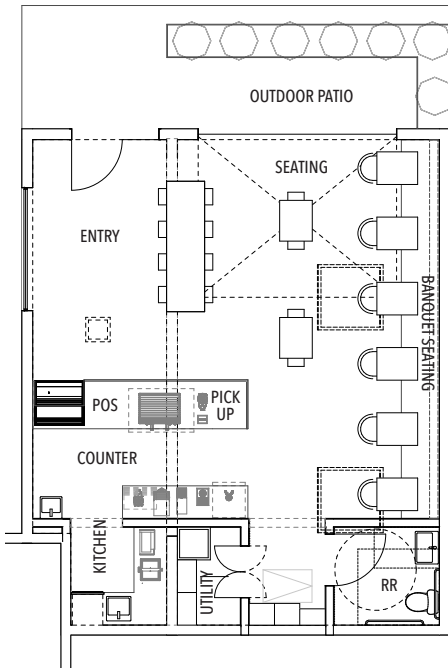 OUTDOOR PATIO
SEATING
ENTRY
BANQUET SEATING
POS
PICK
UP
COUNTER
KITCHEN
UTILITY
RR